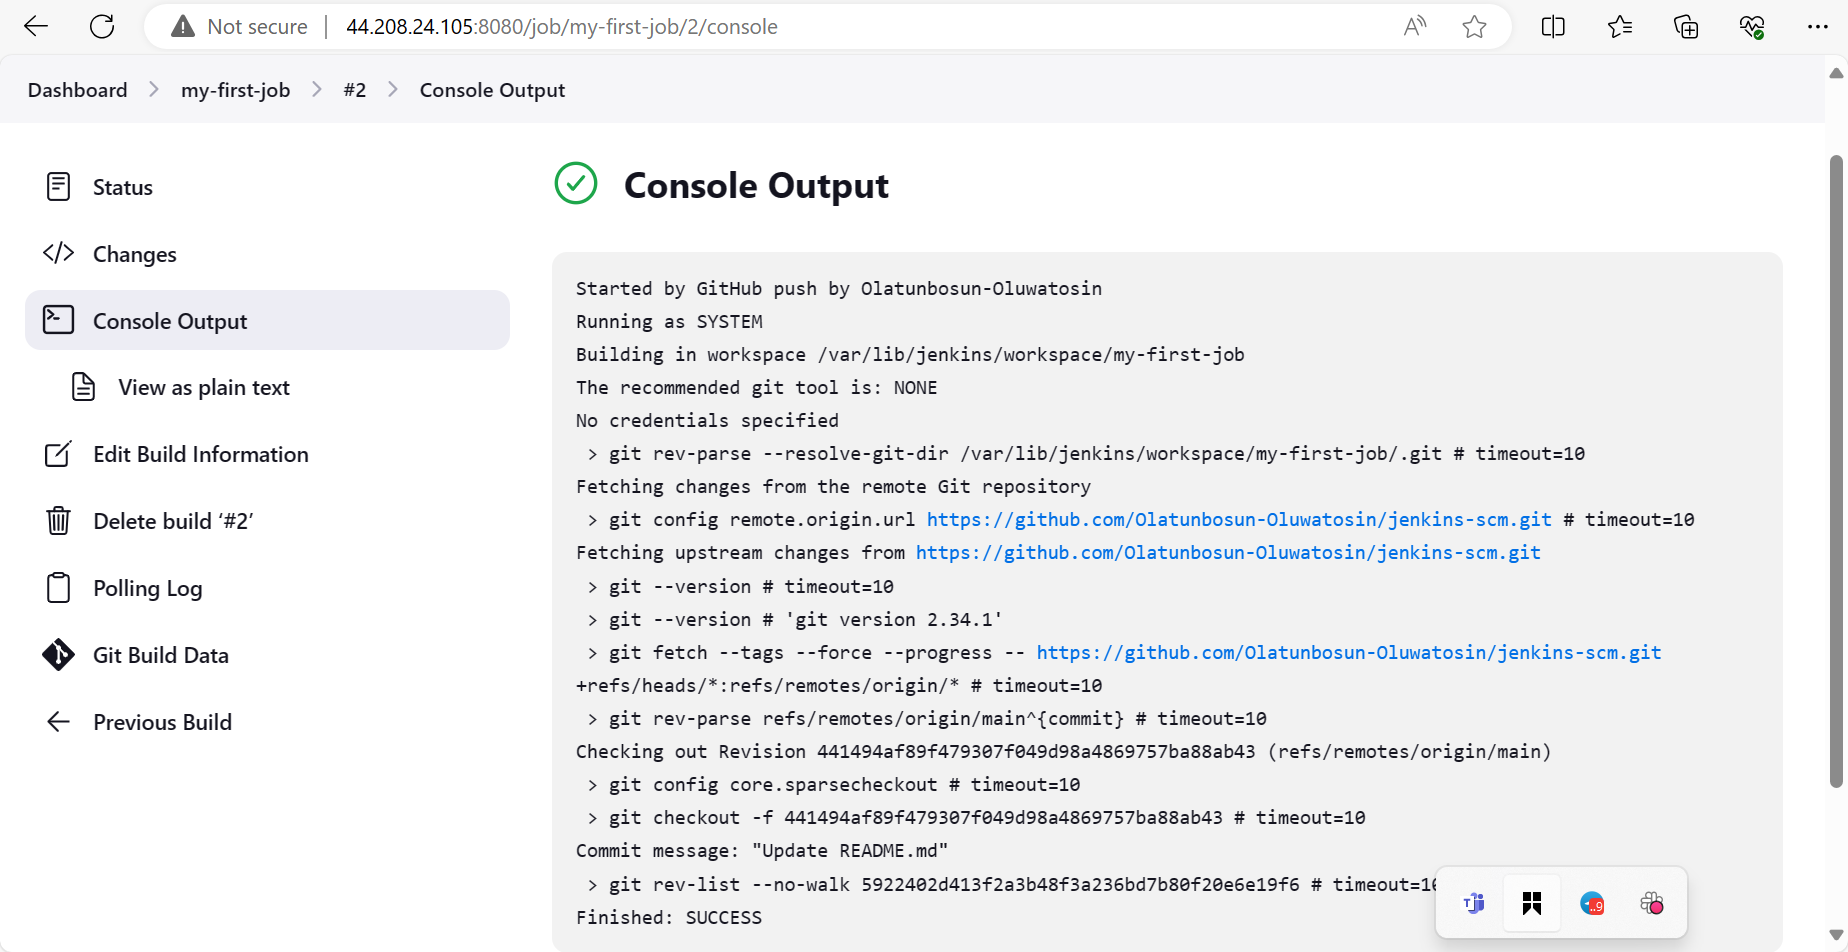 Not secure | 44.208.24.105:8080/job/my-first-job/2/console
Dashboard > my-first-job > #2 > Console Output
Status
Changes
Console Output
View as plain text
Edit Build Information
Delete build ‘#2’
Polling Log
Git Build Data
Previous Build
Console Output
Started by GitHub push by Olatunbosun-Oluwatosin
Running as SYSTEM
Building in workspace /var/lib/jenkins/workspace/my-first-job
The recommended git tool is: NONE
No credentials specified
 > git rev-parse --resolve-git-dir /var/lib/jenkins/workspace/my-first-job/.git # timeout=10
Fetching changes from the remote Git repository
 > git config remote.origin.url https://github.com/Olatunbosun-Oluwatosin/jenkins-scm.git # timeout=10
Fetching upstream changes from https://github.com/Olatunbosun-Oluwatosin/jenkins-scm.git
 > git --version # timeout=10
 > git --version # 'git version 2.34.1'
 > git fetch --tags --force --progress -- https://github.com/Olatunbosun-Oluwatosin/jenkins-scm.git
+refs/heads/*:refs/remotes/origin/* # timeout=10
 > git rev-parse refs/remotes/origin/main^{commit} # timeout=10
Checking out Revision 441494af89f479307f049d98a4869757ba88ab43 (refs/remotes/origin/main)
 > git config core.sparsecheckout # timeout=10
 > git checkout -f 441494af89f479307f049d98a4869757ba88ab43 # timeout=10
Commit message: "Update README.md"
 > git rev-list --no-walk 5922402d413f2a3b48f3a236bd7b80f20e6e19f6 # timeout=10
Finished: SUCCESS